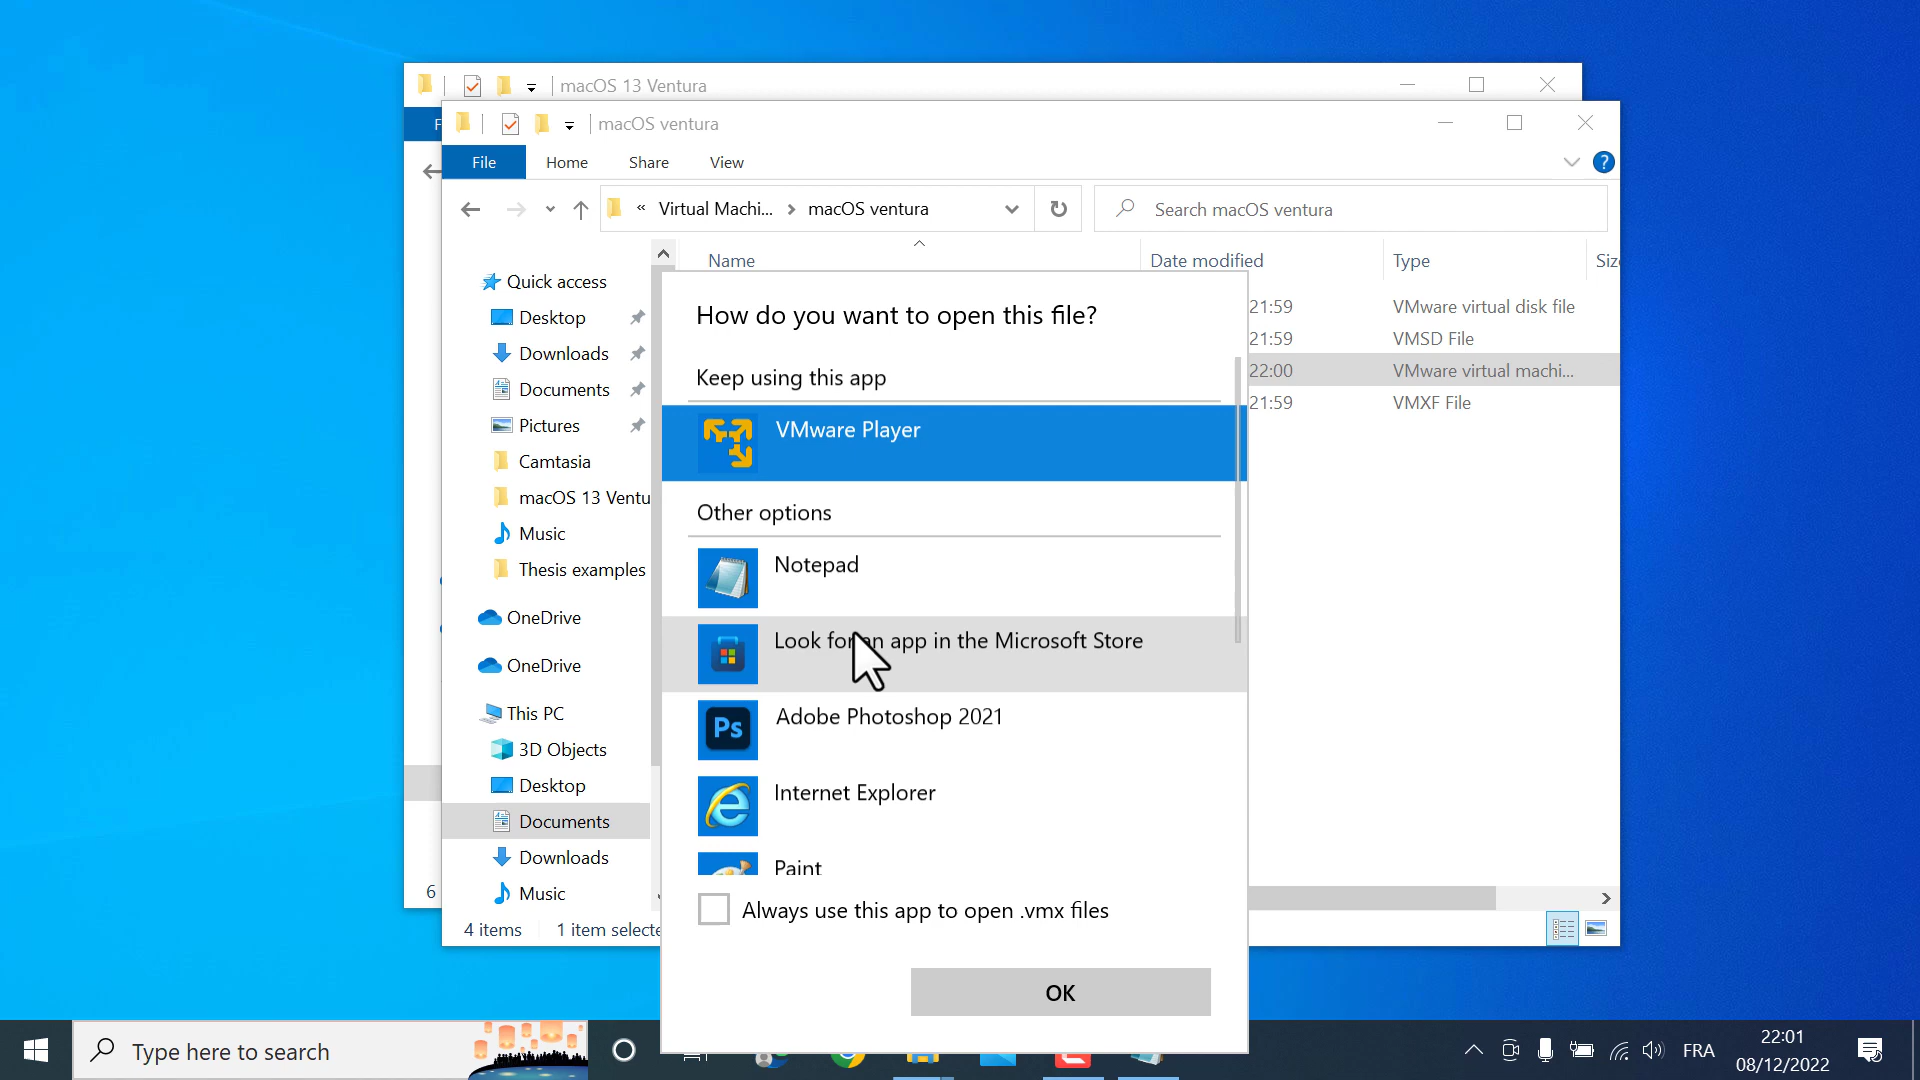 macOS 13 Ventura
macOS ventura
File Home Share View
« Virtual Machi... > macOS ventura
Search macOS ventura
Name Date modified Type
Quick access
Desktop
Downloads
Documents
Pictures
Camtasia
macOS 13 Ventu
Music
Thesis examples
OneDrive
OneDrive
This PC
3D Objects
Desktop
Documents
Downloads
Music
21:59 VMware virtual disk file
21:59 VMSD File
22:00 VMware virtual machi...
21:59 VMXF File
How do you want to open this file?
Keep using this app
VMware Player
Other options
Notepad
Look for an app in the Microsoft Store
Ps Adobe Photoshop 2021
Internet Explorer
Paint
Always use this app to open .vmx files
OK
6
4 items 1 item selecte
Type here to search
FRA
22:01
08/12/2022